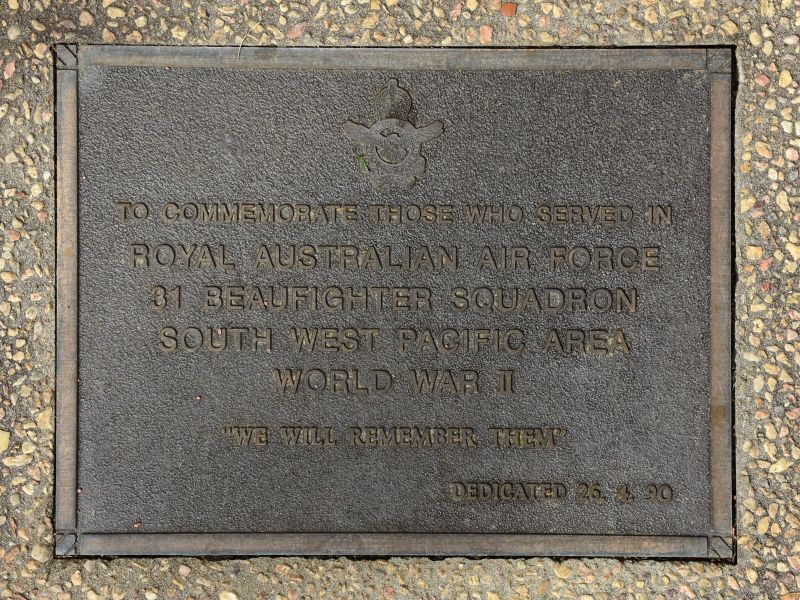 TO COMMEMORATE THOSE WHO SERVED IN
ROYAL AUSTRALIAN AIR FORCE
31 BEAUFIGHTER SQUADRON
SOUTH WEST PACIFIC AREA
WORLD WAR II
"WE WILL REMEMBER THEM"
DEDICATED 26. 4. 90